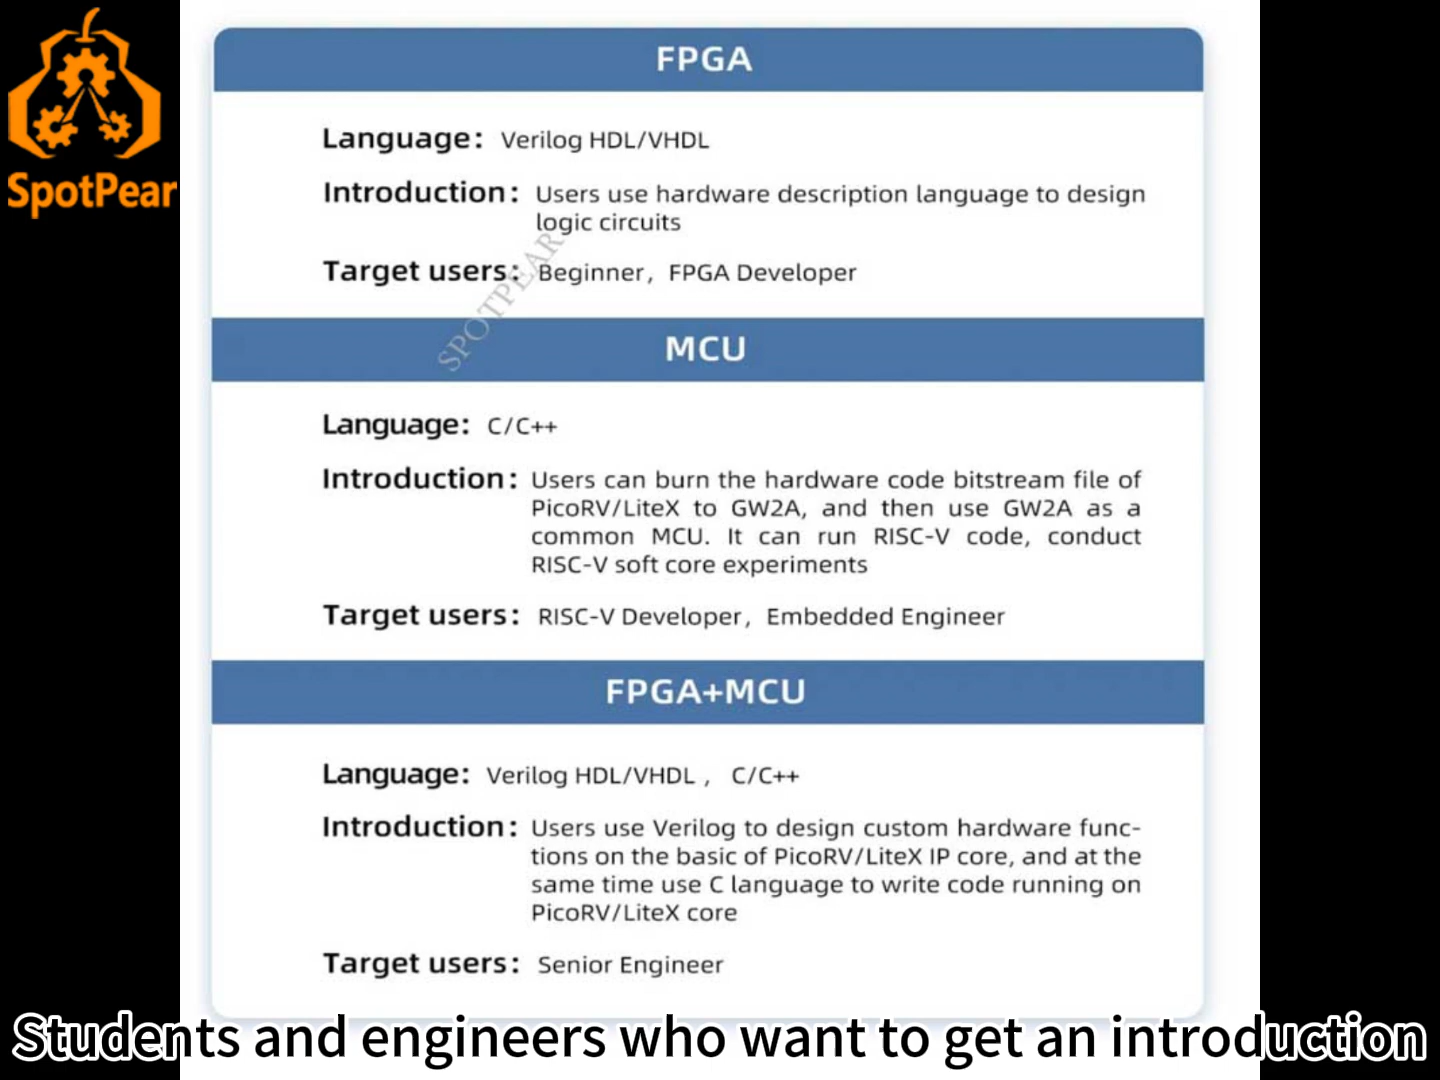 SpotPear
FPGA
Language: Verilog HDL/VHDL
Introduction: Users use hardware description language to design
logic circuits
Target users: Beginner, FPGA Developer
SPOTPEAR
MCU
Language: C/C++
Introduction: Users can burn the hardware code bitstream file of
PicoRV/LiteX to GW2A, and then use GW2A as a
common MCU. It can run RISC-V code, conduct
RISC-V soft core experiments
Target users: RISC-V Developer, Embedded Engineer
FPGA+MCU
Language: Verilog HDL/VHDL , C/C++
Introduction: Users use Verilog to design custom hardware func-
tions on the basic of PicoRV/LiteX IP core, and at the
same time use C language to write code running on
PicoRV/LiteX core
Target users: Senior Engineer
Students and engineers who want to get an introduction